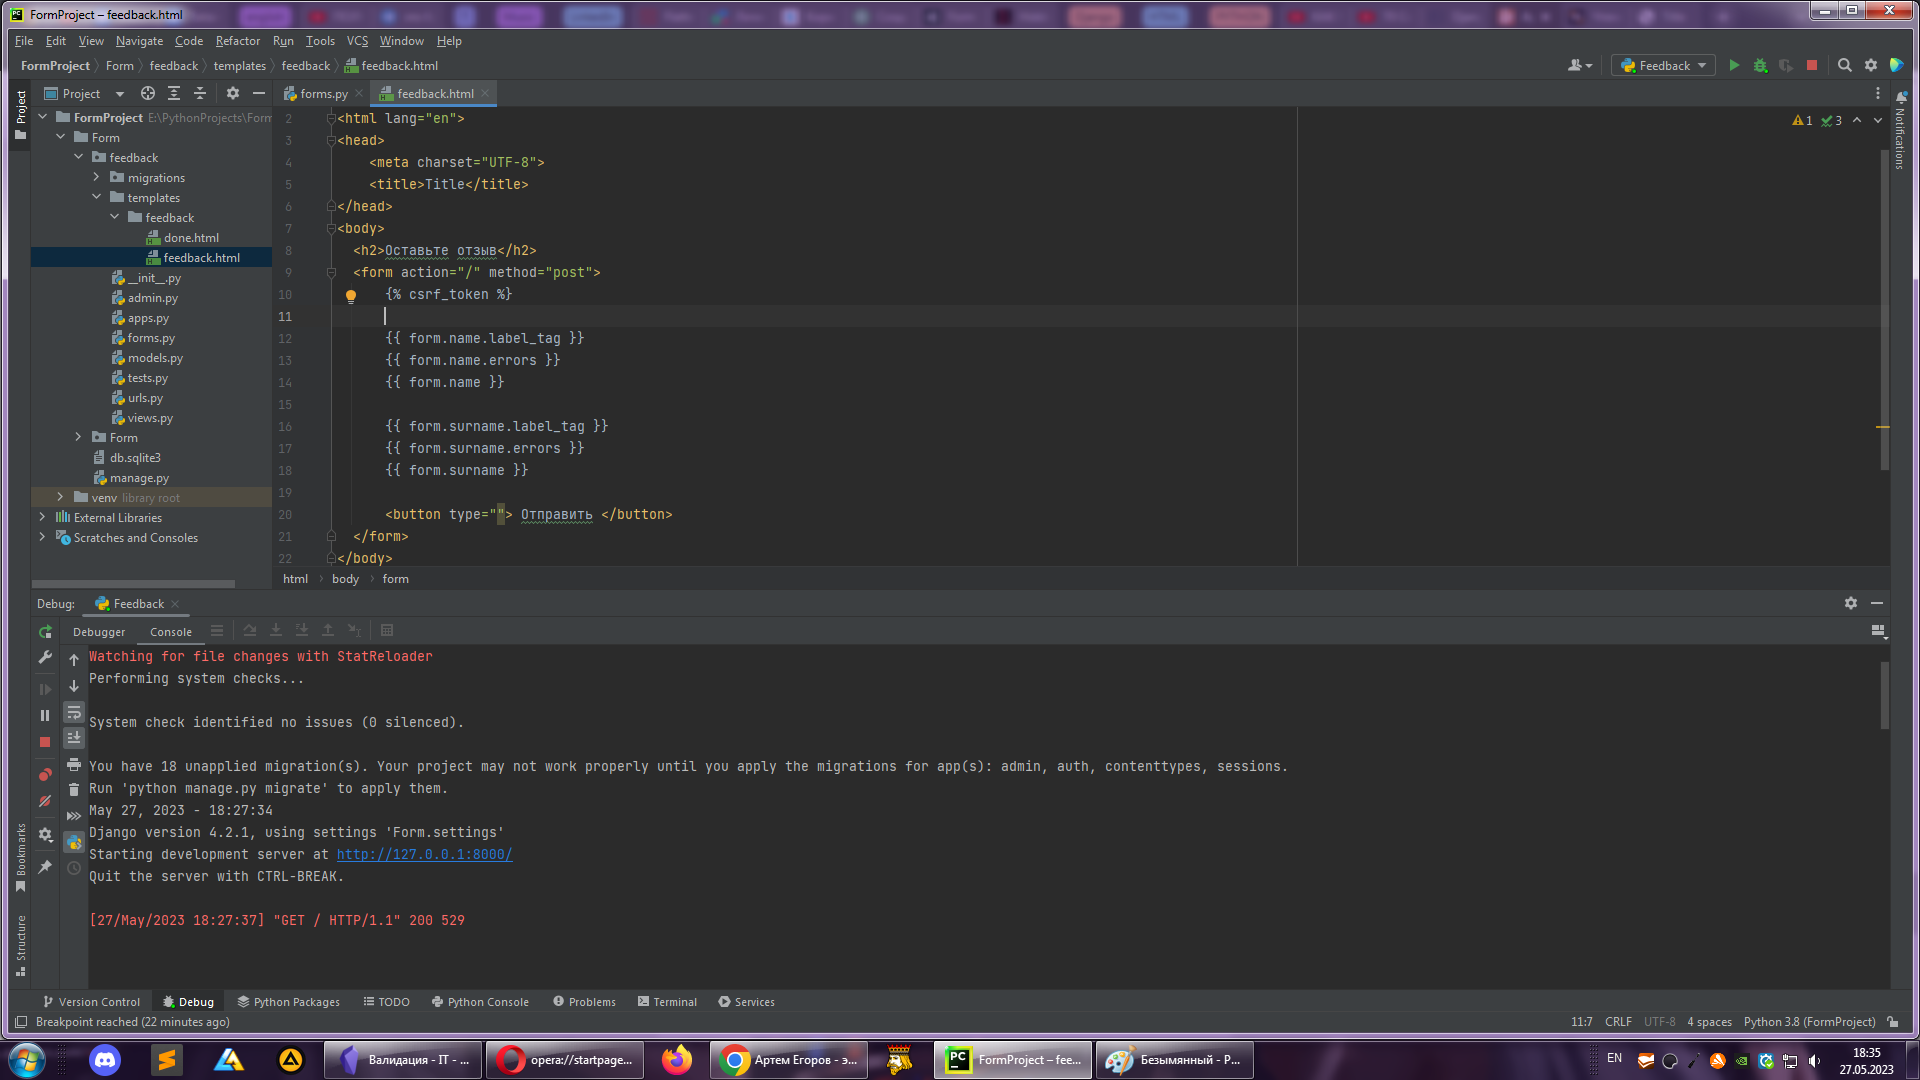 FormProject – feedback.html
File Edit View Navigate Code Refactor Run Tools VCS Window Help
FormProject Form feedback templates feedback feedback.html
Feedback
Project
forms.py
feedback.html
Project
Notifications
FormProject E:\PythonProjects\Form
Form
feedback
migrations
templates
feedback
done.html
feedback.html
__init__.py
admin.py
apps.py
forms.py
models.py
tests.py
urls.py
views.py
Form
db.sqlite3
manage.py
venv library root
External Libraries
Scratches and Consoles
1 3
2 <html lang="en">
3 <head>
4 <meta charset="UTF-8">
5 <title>Title</title>
6 </head>
7 <body>
8 <h2>Оставьте отзыв</h2>
9 <form action="/" method="post">
10 {% csrf_token %}
11
12 {{ form.name.label_tag }}
13 {{ form.name.errors }}
14 {{ form.name }}
15
16 {{ form.surname.label_tag }}
17 {{ form.surname.errors }}
18 {{ form.surname }}
19
20 <button type=""> Отправить </button>
21 </form>
22 </body>
html body form
Debug: Feedback
Debugger Console
Watching for file changes with StatReloader
Performing system checks...
System check identified no issues (0 silenced).
You have 18 unapplied migration(s). Your project may not work properly until you apply the migrations for app(s): admin, auth, contenttypes, sessions.
Run 'python manage.py migrate' to apply them.
May 27, 2023 - 18:27:34
Django version 4.2.1, using settings 'Form.settings'
Starting development server at http://127.0.0.1:8000/
Quit the server with CTRL-BREAK.
[27/May/2023 18:27:37] "GET / HTTP/1.1" 200 529
Bookmarks
Structure
Version Control Debug Python Packages TODO Python Console Problems Terminal Services
Breakpoint reached (22 minutes ago)
11:7 CRLF UTF-8 4 spaces Python 3.8 (FormProject)
Валидация - IT - ...
opera://startpage...
Артем Егоров - э...
FormProject – fee...
Безымянный - P...
EN
18:35
27.05.2023